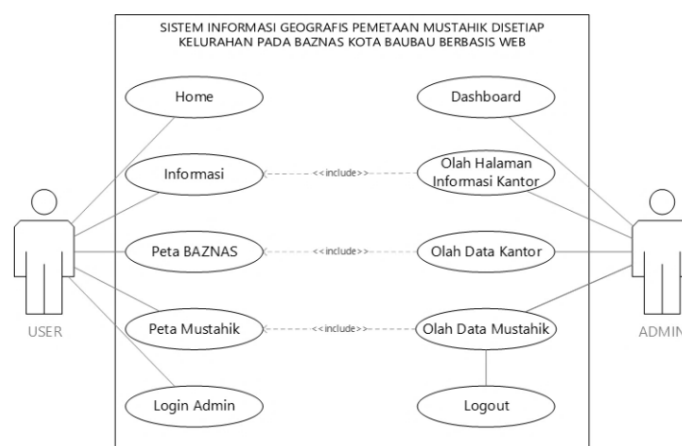 SISTEM INFORMASI GEOGRAFIS PEMETAAN MUSTAHIK DISETIAP
KELURAHAN PADA BAZNAS KOTA BAUBAU BERBASIS WEB
Home
Dashboard
Informasi
<<include>>
Olah Halaman
Informasi Kantor
Peta BAZNAS
<<include>>
Olah Data Kantor
USER
Peta Mustahik
<<include>>
Olah Data Mustahik
ADMIN
Login Admin
Logout